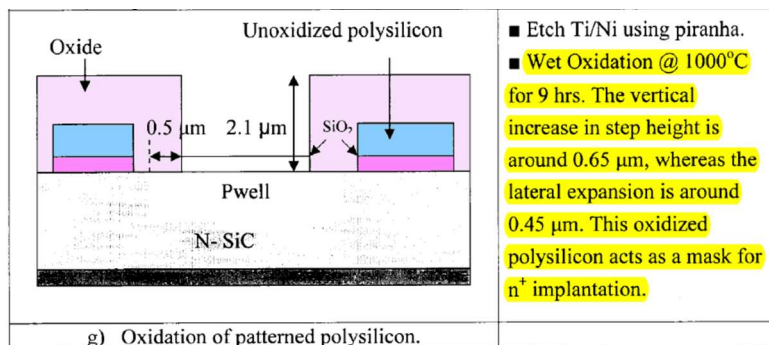 Unoxidized polysilicon
Oxide
0.5 μm
2.1 μm
SiO₂
Pwell
N- SiC
g) Oxidation of patterned polysilicon.
■ Etch Ti/Ni using piranha.
■ Wet Oxidation @ 1000°C
for 9 hrs. The vertical
increase in step height is
around 0.65 μm, whereas the
lateral expansion is around
0.45 μm. This oxidized
polysilicon acts as a mask for
n⁺ implantation.